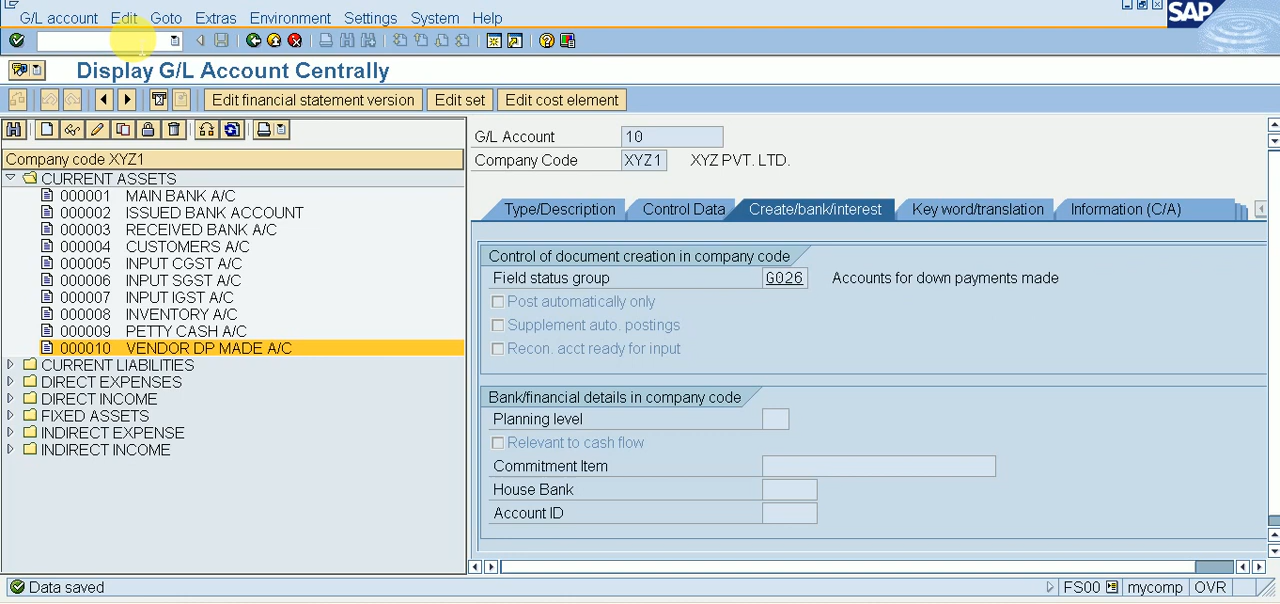 G/L account Edit Goto Extras Environment Settings System Help
SAP
Display G/L Account Centrally
Edit financial statement version Edit set Edit cost element
Company code XYZ1
CURRENT ASSETS
000001 MAIN BANK A/C
000002 ISSUED BANK ACCOUNT
000003 RECEIVED BANK A/C
000004 CUSTOMERS A/C
000005 INPUT CGST A/C
000006 INPUT SGST A/C
000007 INPUT IGST A/C
000008 INVENTORY A/C
000009 PETTY CASH A/C
000010 VENDOR DP MADE A/C
CURRENT LIABILITIES
DIRECT EXPENSES
DIRECT INCOME
FIXED ASSETS
INDIRECT EXPENSE
INDIRECT INCOME
G/L Account 10
Company Code XYZ1 XYZ PVT. LTD.
Type/Description Control Data Create/bank/interest Key word/translation Information (C/A)
Control of document creation in company code
Field status group G026 Accounts for down payments made
Post automatically only
Supplement auto. postings
Recon. acct ready for input
Bank/financial details in company code
Planning level
Relevant to cash flow
Commitment Item
House Bank
Account ID
Data saved FS00 mycomp OVR